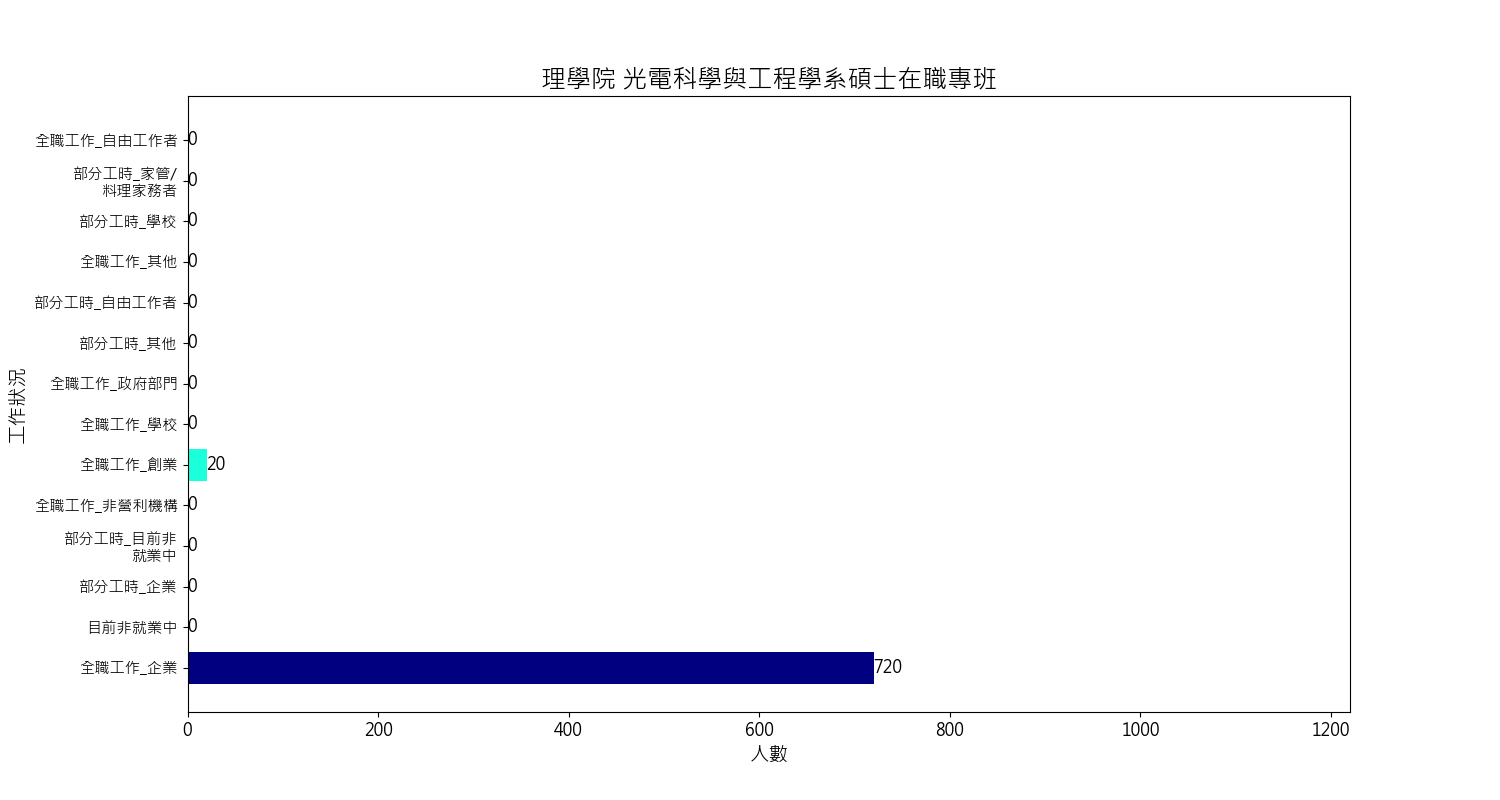 理學院 光電科學與工程學系碩士在職專班
全職工作_自由工作者
0
部分工時_家管/
料理家務者
0
部分工時_學校
0
全職工作_其他
0
部分工時_自由工作者
0
部分工時_其他
0
全職工作_政府部門
0
全職工作_學校
0
全職工作_創業
20
全職工作_非營利機構
0
部分工時_目前非
就業中
0
部分工時_企業
0
目前非就業中
0
全職工作_企業
720
工作狀況
0 200 400 600 800 1000 1200
人數